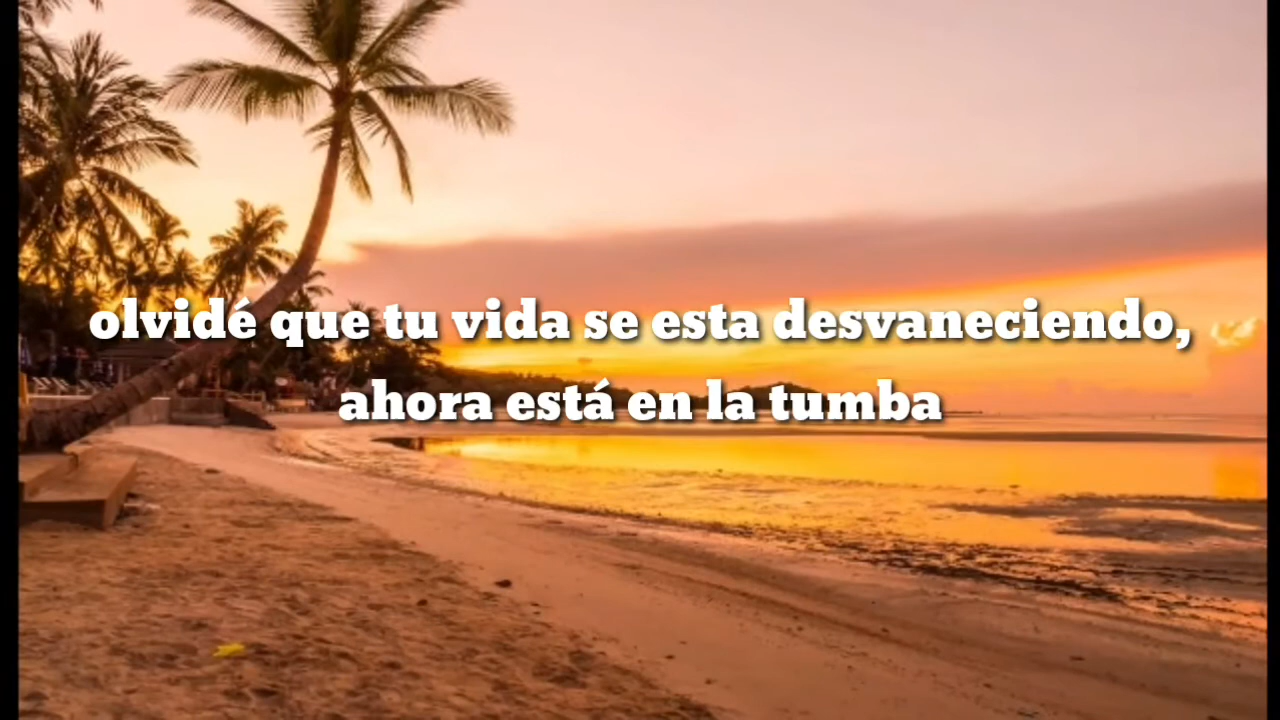 olvidé que tu vida se esta desvaneciendo,
ahora está en la tumba